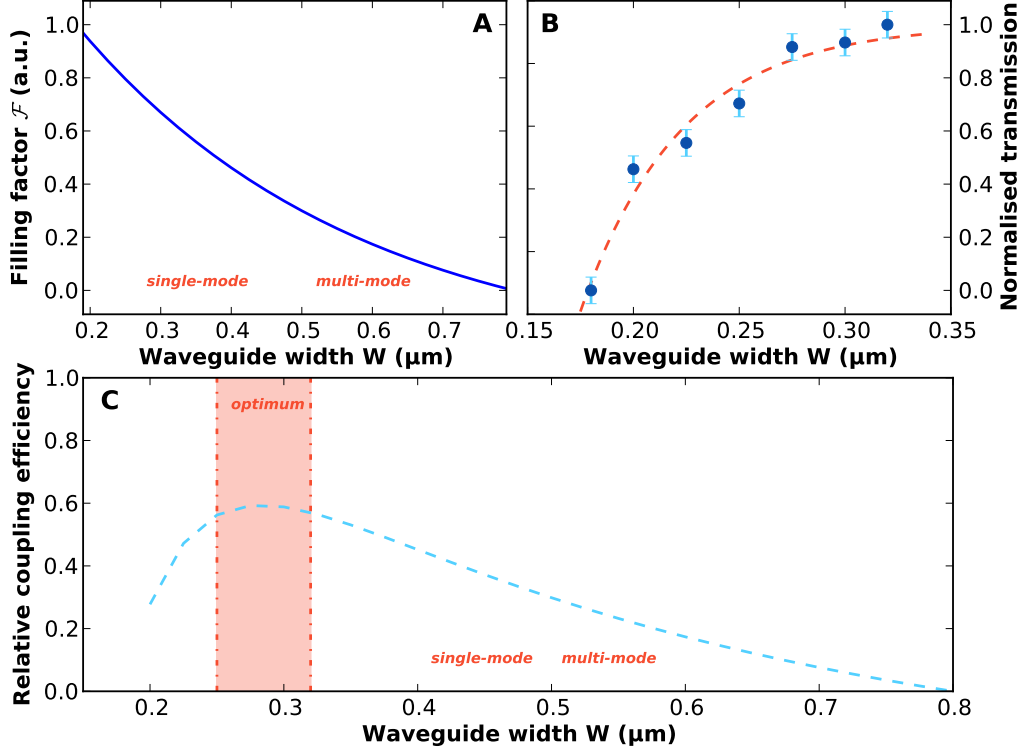 A
1.0
0.8
0.6
0.4
0.2
0.0
Filling factor ℱ (a.u.)
single-mode
multi-mode
0.2
0.3
0.4
0.5
0.6
0.7
Waveguide width W (μm)
B
1.0
0.8
0.6
0.4
0.2
0.0
Normalised transmission
0.15
0.20
0.25
0.30
0.35
Waveguide width W (μm)
C
optimum
1.0
0.8
0.6
0.4
0.2
0.0
Relative coupling efficiency
single-mode
multi-mode
0.2
0.3
0.4
0.5
0.6
0.7
0.8
Waveguide width W (μm)